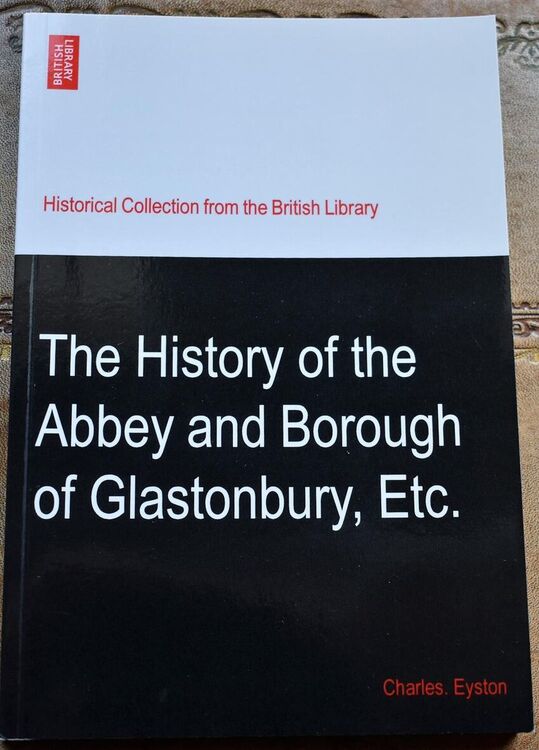 BRITISH
LIBRARY
Historical Collection from the British Library
The History of the
Abbey and Borough
of Glastonbury, Etc.
Charles. Eyston